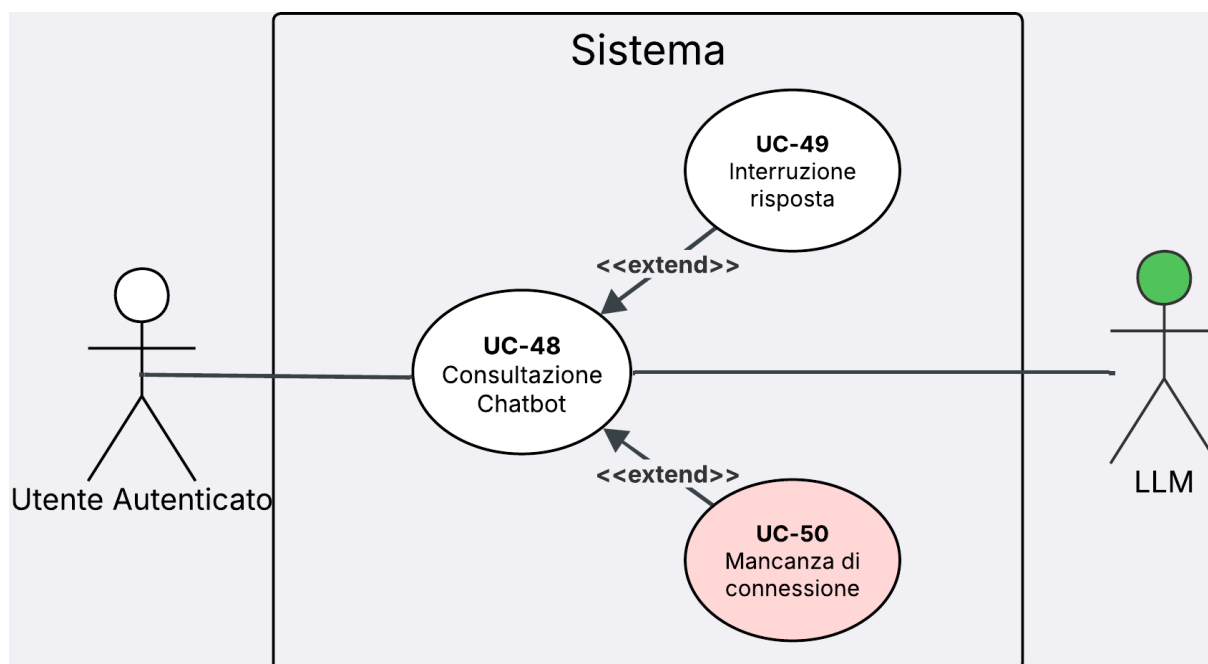 Sistema
UC-49
Interruzione
risposta
<<extend>>
UC-48
Consultazione
Chatbot
<<extend>>
UC-50
Mancanza di
connessione
Utente Autenticato
LLM